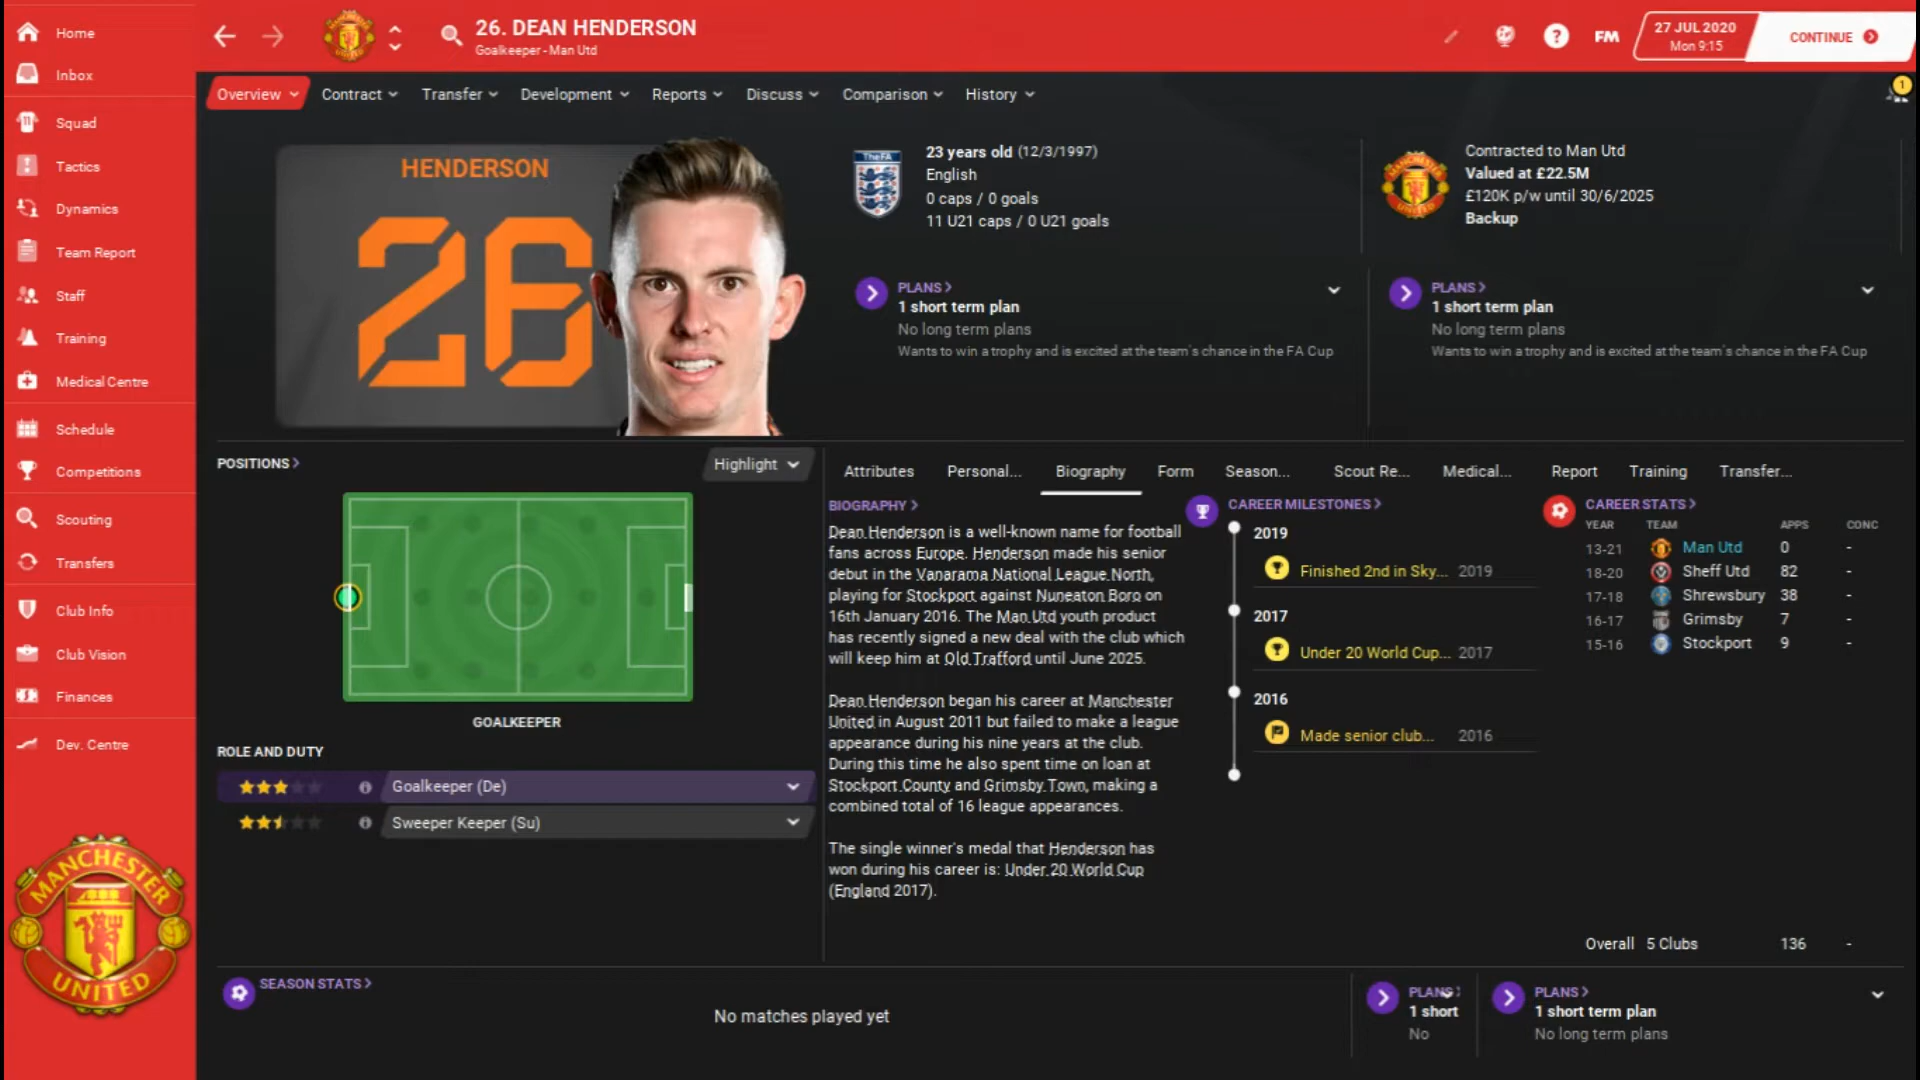 Home
Inbox
Squad
Tactics
Dynamics
Team Report
Staff
Training
Medical Centre
Schedule
Competitions
Scouting
Transfers
Club Info
Club Vision
Finances
Dev. Centre
MANCHESTER
UNITED
26. DEAN HENDERSON
Goalkeeper - Man Utd
FM
27 JUL 2020
Mon 9:15
CONTINUE
1
Overview
Contract
Transfer
Development
Reports
Discuss
Comparison
History
HENDERSON
26
The FA
23 years old (12/3/1997)
English
0 caps / 0 goals
11 U21 caps / 0 U21 goals
MANCHESTER
UNITED
Contracted to Man Utd
Valued at £22.5M
£120K p/w until 30/6/2025
Backup
PLANS >
1 short term plan
No long term plans
Wants to win a trophy and is excited at the team's chance in the FA Cup
PLANS >
1 short term plan
No long term plans
Wants to win a trophy and is excited at the team's chance in the FA Cup
POSITIONS >
Highlight
GOALKEEPER
ROLE AND DUTY
Goalkeeper (De)
Sweeper Keeper (Su)
Attributes
Personal...
Biography
Form
Season...
Scout Re...
Medical...
Report
Training
Transfer...
BIOGRAPHY >
Dean Henderson is a well-known name for football
fans across Europe. Henderson made his senior
debut in the Vanarama National League North,
playing for Stockport against Nuneaton Boro on
16th January 2016. The Man Utd youth product
has recently signed a new deal with the club which
will keep him at Old Trafford until June 2025.
Dean Henderson began his career at Manchester
United in August 2011 but failed to make a league
appearance during his nine years at the club.
During this time he also spent time on loan at
Stockport County and Grimsby Town, making a
combined total of 16 league appearances.
The single winner's medal that Henderson has
won during his career is: Under 20 World Cup
(England 2017).
CAREER MILESTONES >
2019
Finished 2nd in Sky... 2019
2017
Under 20 World Cup... 2017
2016
Made senior club... 2016
CAREER STATS >
YEAR TEAM APPS CONC
13-21 Man Utd 0 -
18-20 Sheff Utd 82 -
17-18 Shrewsbury 38 -
16-17 Grimsby 7 -
15-16 Stockport 9 -
Overall 5 Clubs 136 -
SEASON STATS >
No matches played yet
PLANS
1 short
No
PLANS >
1 short term plan
No long term plans